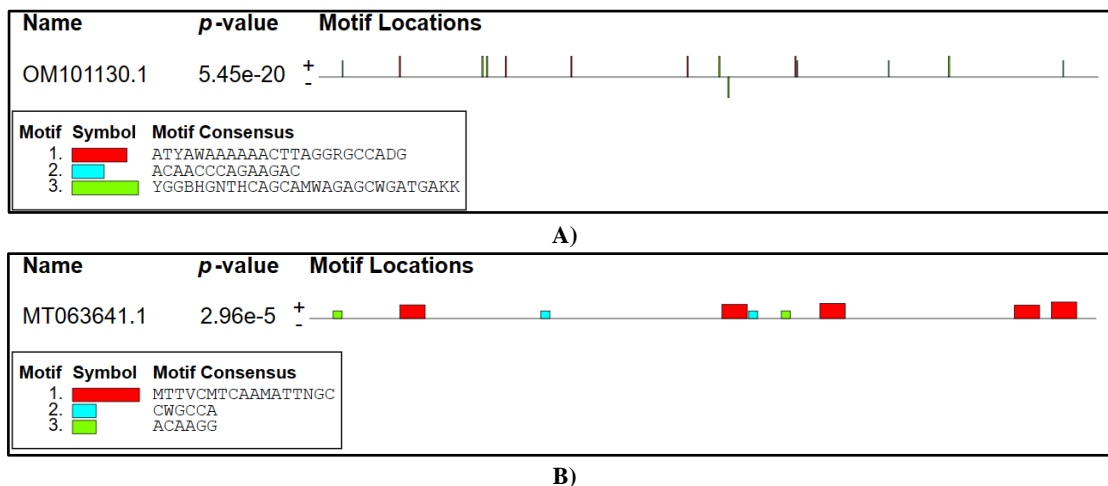 Name p-value Motif Locations
OM101130.1 5.45e-20 + -
Motif Symbol Motif Consensus
1. ATYAWAAAAAACTTAGGRGCCADG
2. ACAACCCAGAAGAC
3. YGGBHGNTHCAGCAMWAGAGCWGATGAKK
A)
Name p-value Motif Locations
MT063641.1 2.96e-5 + -
Motif Symbol Motif Consensus
1. MTTVCMTCAAMATTNGC
2. CWGCCA
3. ACAAGG
B)